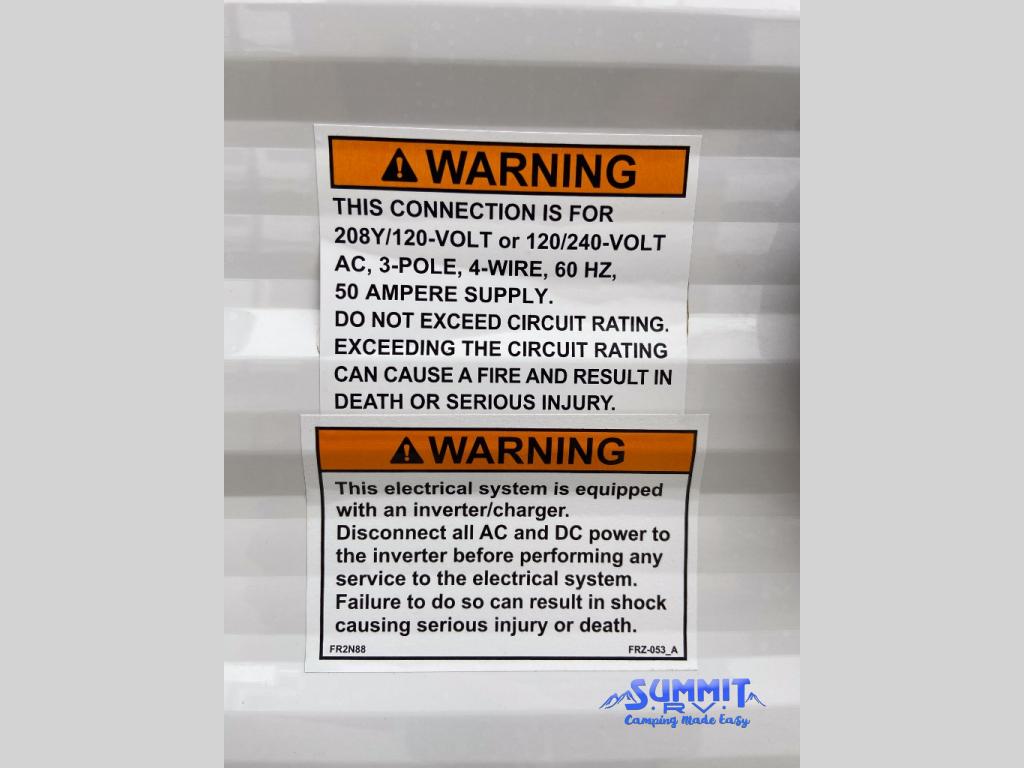 WARNING
THIS CONNECTION IS FOR
208Y/120-VOLT or 120/240-VOLT
AC, 3-POLE, 4-WIRE, 60 HZ,
50 AMPERE SUPPLY.
DO NOT EXCEED CIRCUIT RATING.
EXCEEDING THE CIRCUIT RATING
CAN CAUSE A FIRE AND RESULT IN
DEATH OR SERIOUS INJURY.
WARNING
This electrical system is equipped
with an inverter/charger.
Disconnect all AC and DC power to
the inverter before performing any
service to the electrical system.
Failure to do so can result in shock
causing serious injury or death.
FR2N88 FRZ-053_A
SUMMIT
RV
Camping Made Easy